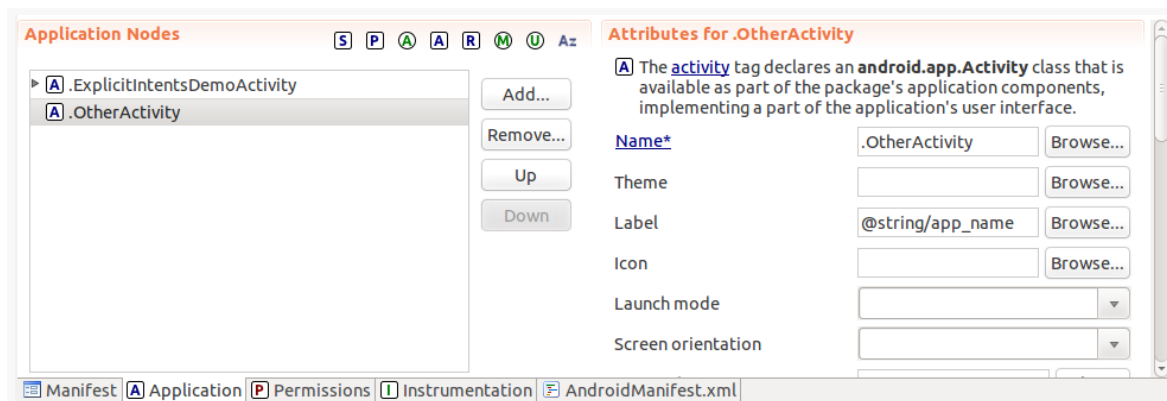 Application Nodes
S P A A R M U Az
A .ExplicitIntentsDemoActivity
A .OtherActivity
Add...
Remove...
Up
Down
Attributes for .OtherActivity
A The activity tag declares an android.app.Activity class that is
available as part of the package's application components,
implementing a part of the application's user interface.
Name* .OtherActivity Browse...
Theme Browse...
Label @string/app_name Browse...
Icon Browse...
Launch mode
Screen orientation
Manifest A Application P Permissions I Instrumentation AndroidManifest.xml